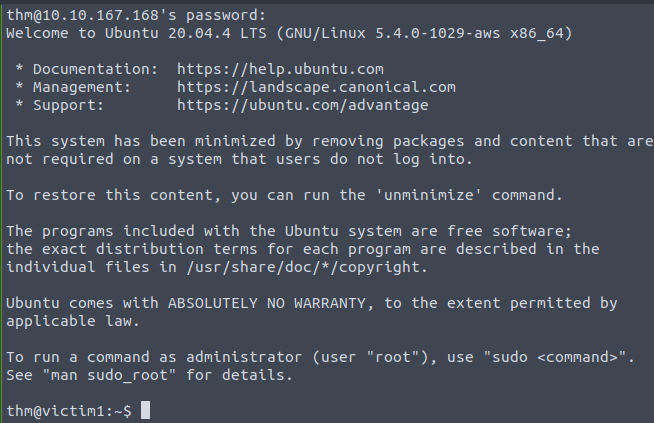 thm@10.10.167.168's password:
Welcome to Ubuntu 20.04.4 LTS (GNU/Linux 5.4.0-1029-aws x86_64)
* Documentation:  https://help.ubuntu.com
* Management:     https://landscape.canonical.com
* Support:        https://ubuntu.com/advantage
This system has been minimized by removing packages and content that are
not required on a system that users do not log into.
To restore this content, you can run the 'unminimize' command.
The programs included with the Ubuntu system are free software;
the exact distribution terms for each program are described in the
individual files in /usr/share/doc/*/copyright.
Ubuntu comes with ABSOLUTELY NO WARRANTY, to the extent permitted by
applicable law.
To run a command as administrator (user "root"), use "sudo <command>".
See "man sudo_root" for details.
thm@victim1:~$